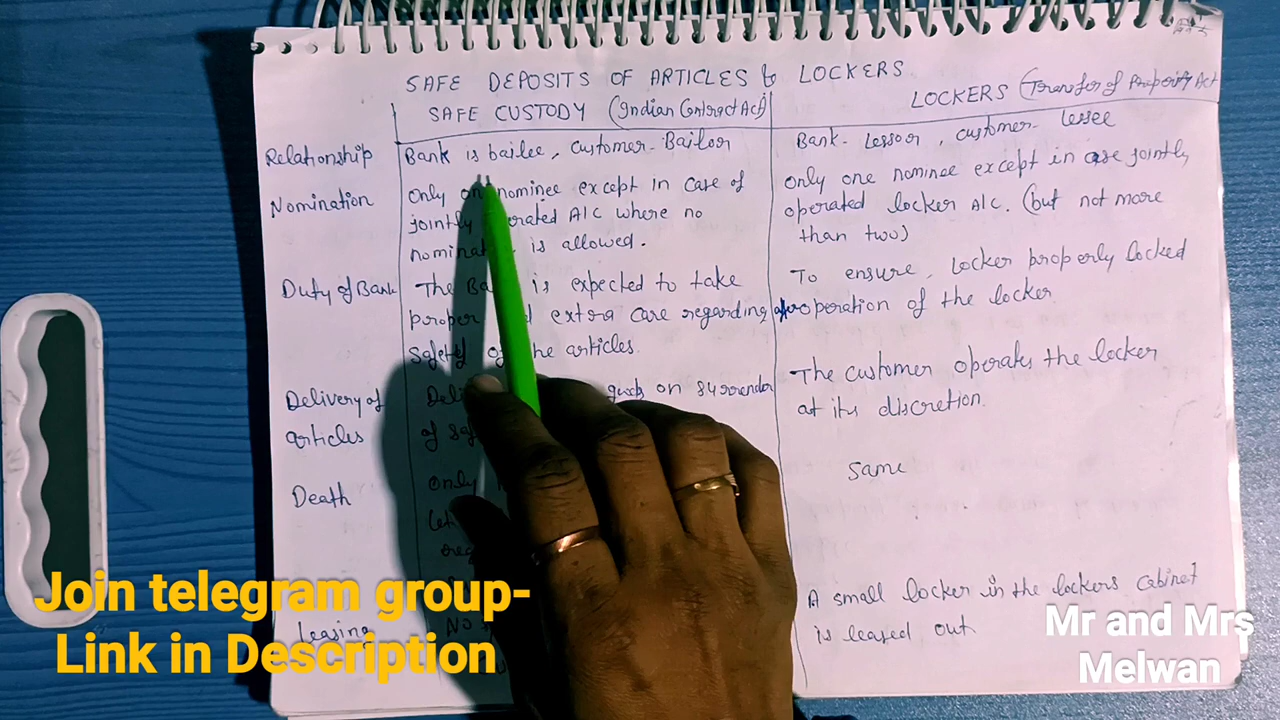 SAFE DEPOSITS OF ARTICLES & LOCKERS
SAFE CUSTODY (Indian Contract Act)
LOCKERS (Transfer of Property Act
Relationship
Bank is bailee, customer- Bailor
Bank- Lessor, customer- lessee
Nomination
Only nominee except in case of
jointly A/C where no
is allowed.
only one nominee except in case jointly
operated locker A/C. (but not more
than two)
Duty of Bank
The is expected to take
proper extra care regarding
safety of the articles.
To ensure, Locker properly locked
operation of the locker
Delivery of
articles
on surrender
of
The customer operates the locker
at its discretion.
Death
Only
Same
Leasing
A small locker in the lockers cabinet
is leased out
Join telegram group-
Link in Description
Mr and Mrs
Melwan